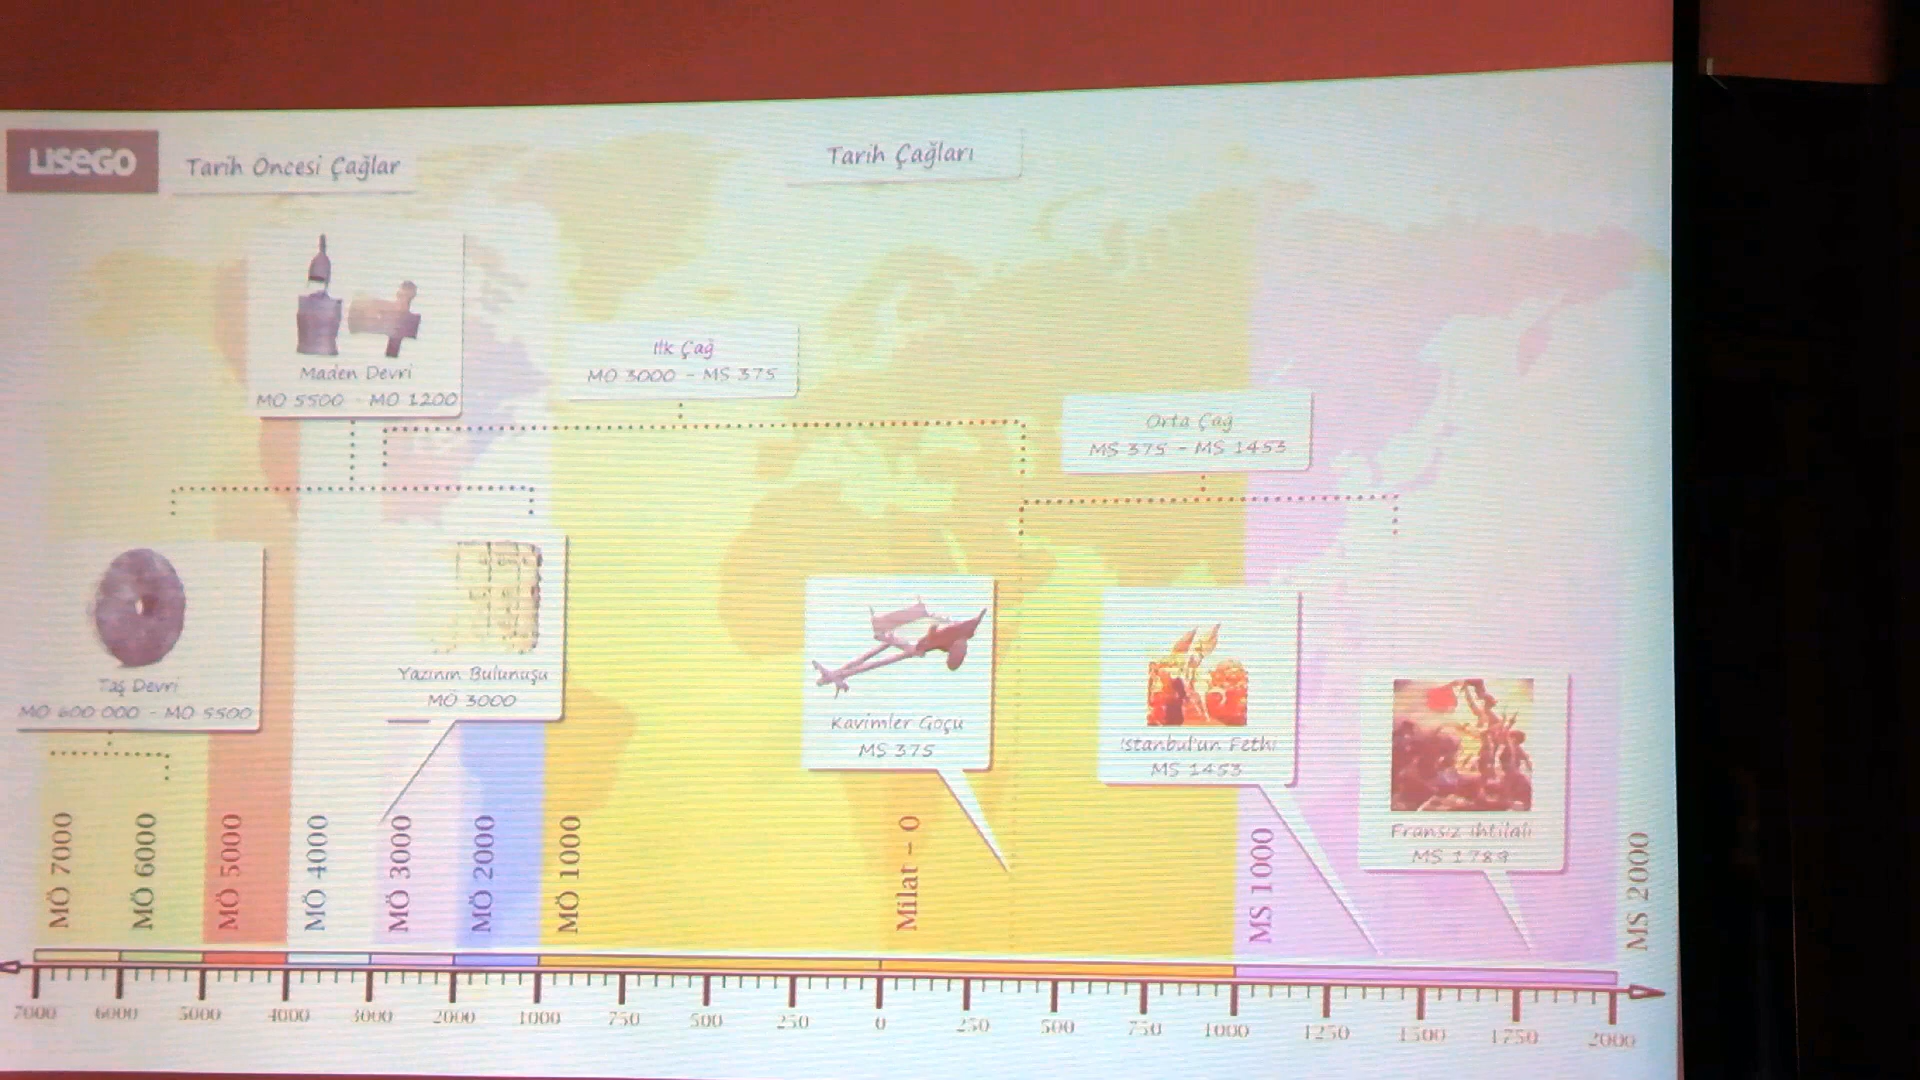 LiseGO
Tarih Öncesi Çağlar
Tarih Çağları
Maden Devri
MÖ 5500 - MÖ 1200
İlk Çağ
MÖ 3000 - MS 375
Orta Çağ
MS 375 - MS 1453
Taş Devri
MÖ 600 000 - MÖ 5500
Yazının Bulunuşu
MÖ 3000
Kavimler Göçü
MS 375
İstanbul'un Fethi
MS 1453
Fransız İhtilali
MS 1789
MÖ 7000
MÖ 6000
MÖ 5000
MÖ 4000
MÖ 3000
MÖ 2000
MÖ 1000
Milat - 0
MS 1000
MS 2000
7000 6000 5000 4000 3000 2000 1000 750 500 250 0 250 500 750 1000 1250 1500 1750 2000